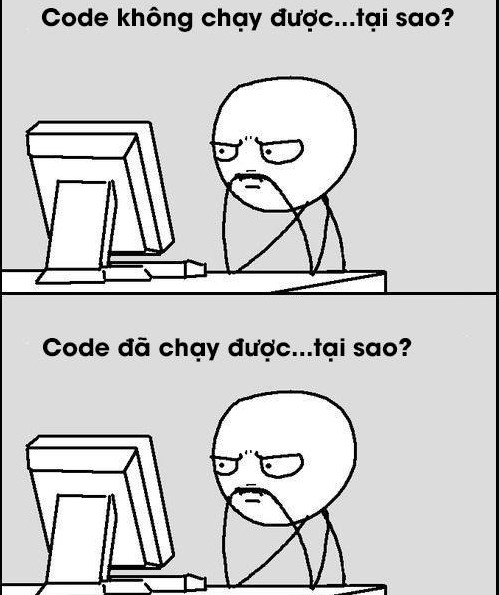 Code không chạy được...tại sao?
Code đã chạy được...tại sao?